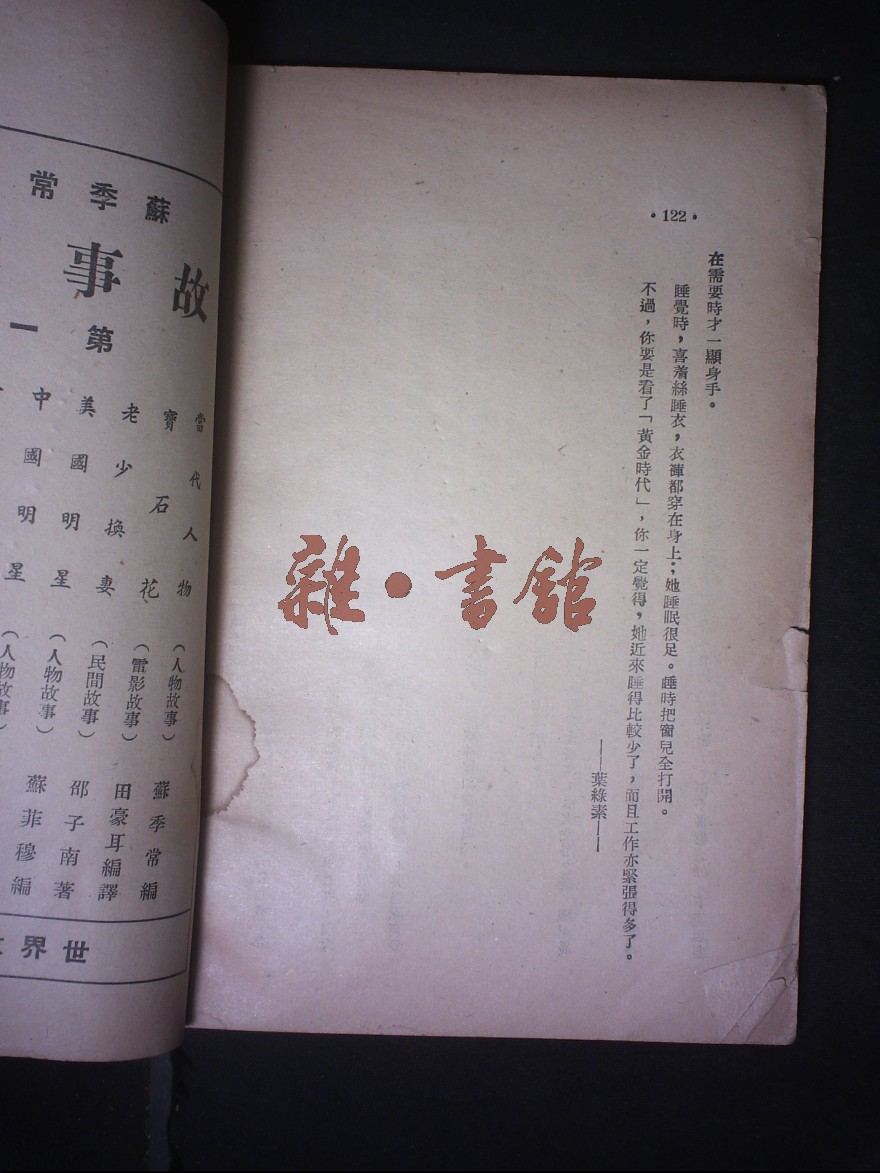 ·122·
在需要時才一顯身手。
睡覺時，喜着絲睡衣，衣褲都穿在身上；她睡眠很足。睡時把窗兒全打開。
不過，你要是看了「黃金時代」，你一定覺得，她近來睡得比較少了，而且工作亦緊張得多了。
——葉綠素——
雜·書館
蘇季常
故事
第一
當代人物（人物故事）蘇季常編
寶石花（電影故事）田豪耳編譯
老少換妻（民間故事）邵子南著
美國明星（人物故事）蘇菲穆編
中國明星（人物故事）
世界